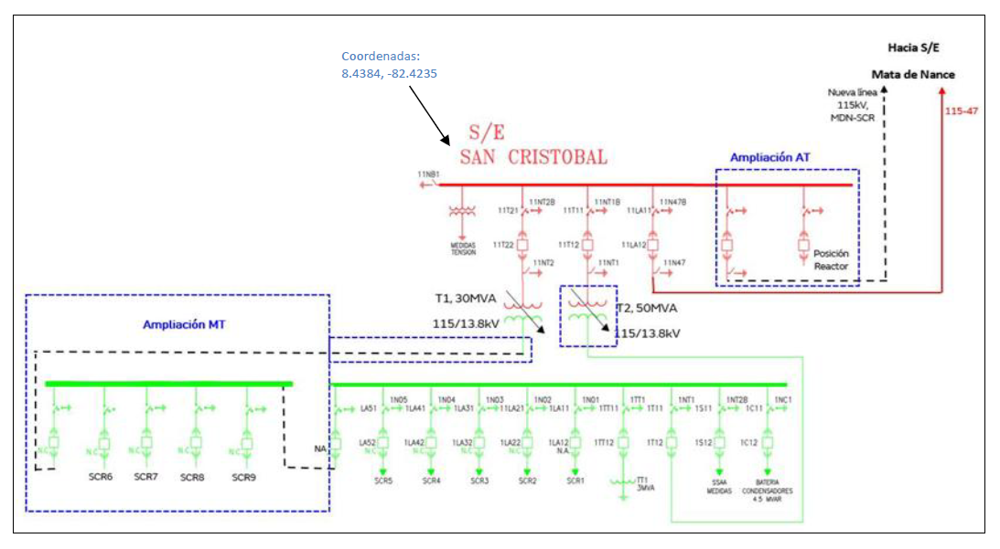 Coordenadas:
8.4384, -82.4235
Hacia S/E
Mata de Nance
Nueva línea
115kV,
MDN-SCR
115-47
S/E
SAN CRISTOBAL
Ampliación AT
11NB1
11NT2B
11NT1B
11N47B
11T21
11T11
11LA11
MEDIDAS
TENSION
11T22
11T12
11LA12
Posición
Reactor
11NT2
11NT1
11N47
T1, 30MVA
115/13.8kV
T2, 50MVA
115/13.8kV
Ampliación MT
1N05
1N04
1N03
1N02
1N01
1TT1
1NT1
1NT2B
1NC1
LA51
1LA41
1LA31
11LA21
1LA11
1TT11
1T11
1S11
1C11
N.C
N.C
N.C
N.C
N.C
NA
LA52
N.C
1LA42
N.C
1LA32
N.C
1LA22
N.C
1LA12
N.A.
1TT12
1T12
1S12
1C12
SCR6
SCR7
SCR8
SCR9
SCR5
SCR4
SCR3
SCR2
SCR1
TT1
3MVA
SSAA
MEDIDAS
BATERIA
CONDENSADORES
4.5 MVAR